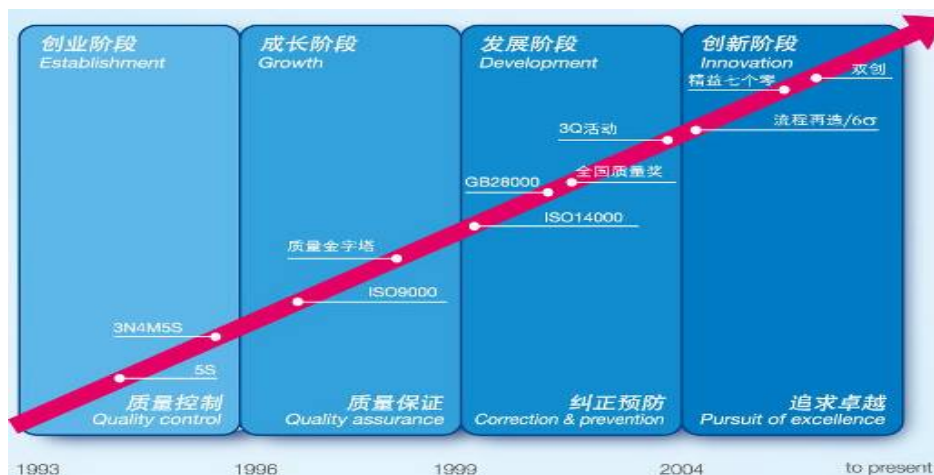 创业阶段
Establishment
成长阶段
Growth
发展阶段
Development
创新阶段
Innovation
精益七个零
双创
3Q活动
流程再造/6σ
GB28000
全国质量奖
ISO14000
质量金字塔
ISO9000
3N4M5S
5S
质量控制
Quality control
质量保证
Quality assurance
纠正预防
Correction & prevention
追求卓越
Pursuit of excellence
1993
1996
1999
2004
to present